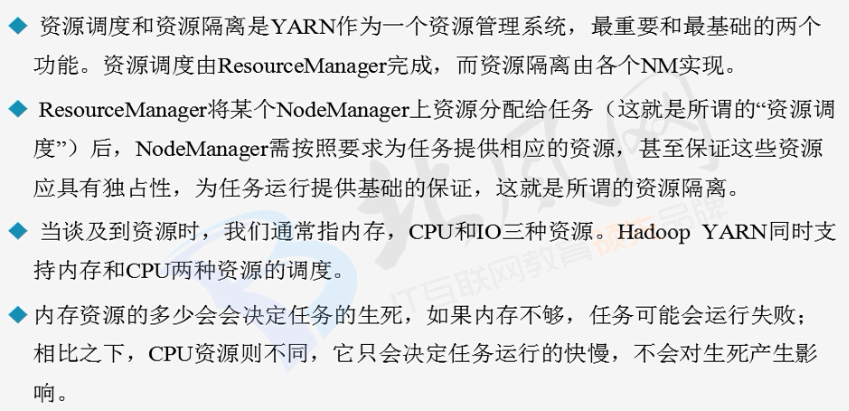 ◆ 资源调度和资源隔离是YARN作为一个资源管理系统，最重要和最基础的两个
功能。资源调度由ResourceManager完成，而资源隔离由各个NM实现。
◆ ResourceManager将某个NodeManager上资源分配给任务（这就是所谓的“资源调
度”）后，NodeManager需按照要求为任务提供相应的资源，甚至保证这些资源
应具有独占性，为任务运行提供基础的保证，这就是所谓的资源隔离。
◆ 当谈及到资源时，我们通常指内存，CPU和IO三种资源。Hadoop YARN同时支
持内存和CPU两种资源的调度。
◆ 内存资源的多少会会决定任务的生死，如果内存不够，任务可能会运行失败；
相比之下，CPU资源则不同，它只会决定任务运行的快慢，不会对生死产生影
响。
北风网
IT互联网教育领先品牌